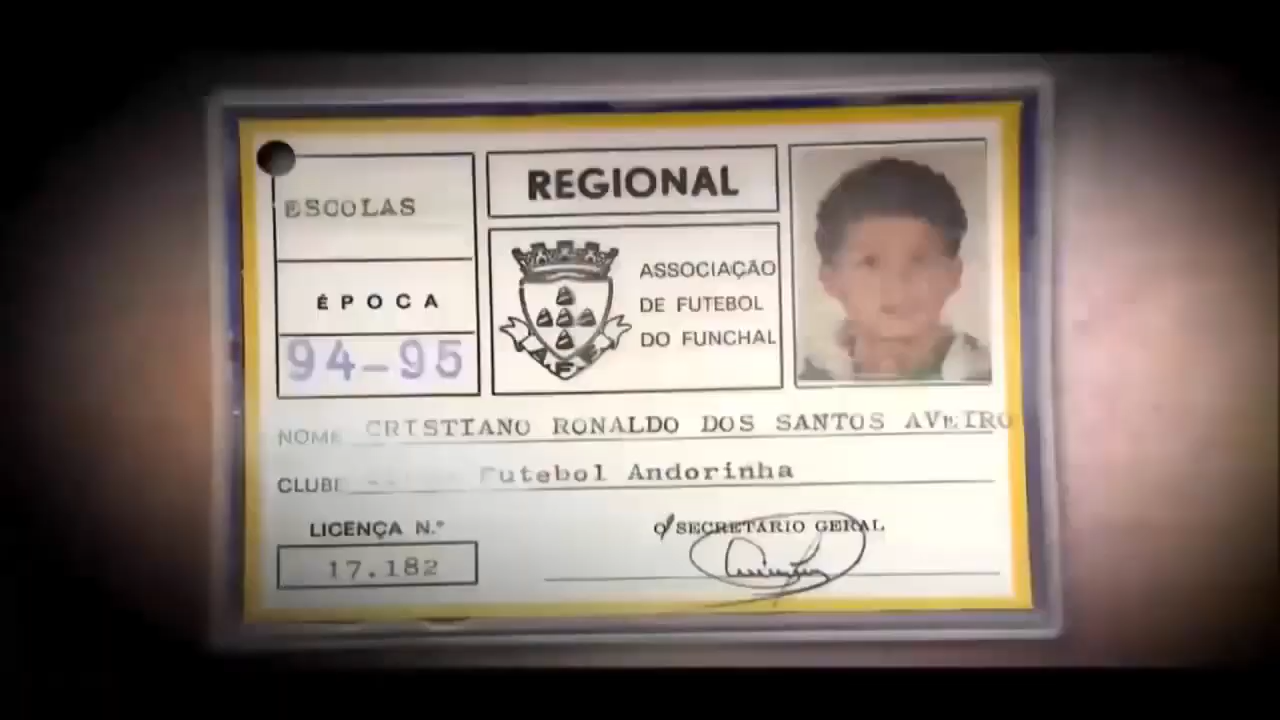 ESCOLAS
ÉPOCA
94-95
REGIONAL
ASSOCIAÇÃO
DE FUTEBOL
DO FUNCHAL
A.F.F.
NOME CRISTIANO RONALDO DOS SANTOS AVEIRO
CLUBE Futebol Andorinha
LICENÇA N.º
17.182
O SECRETÁRIO GERAL